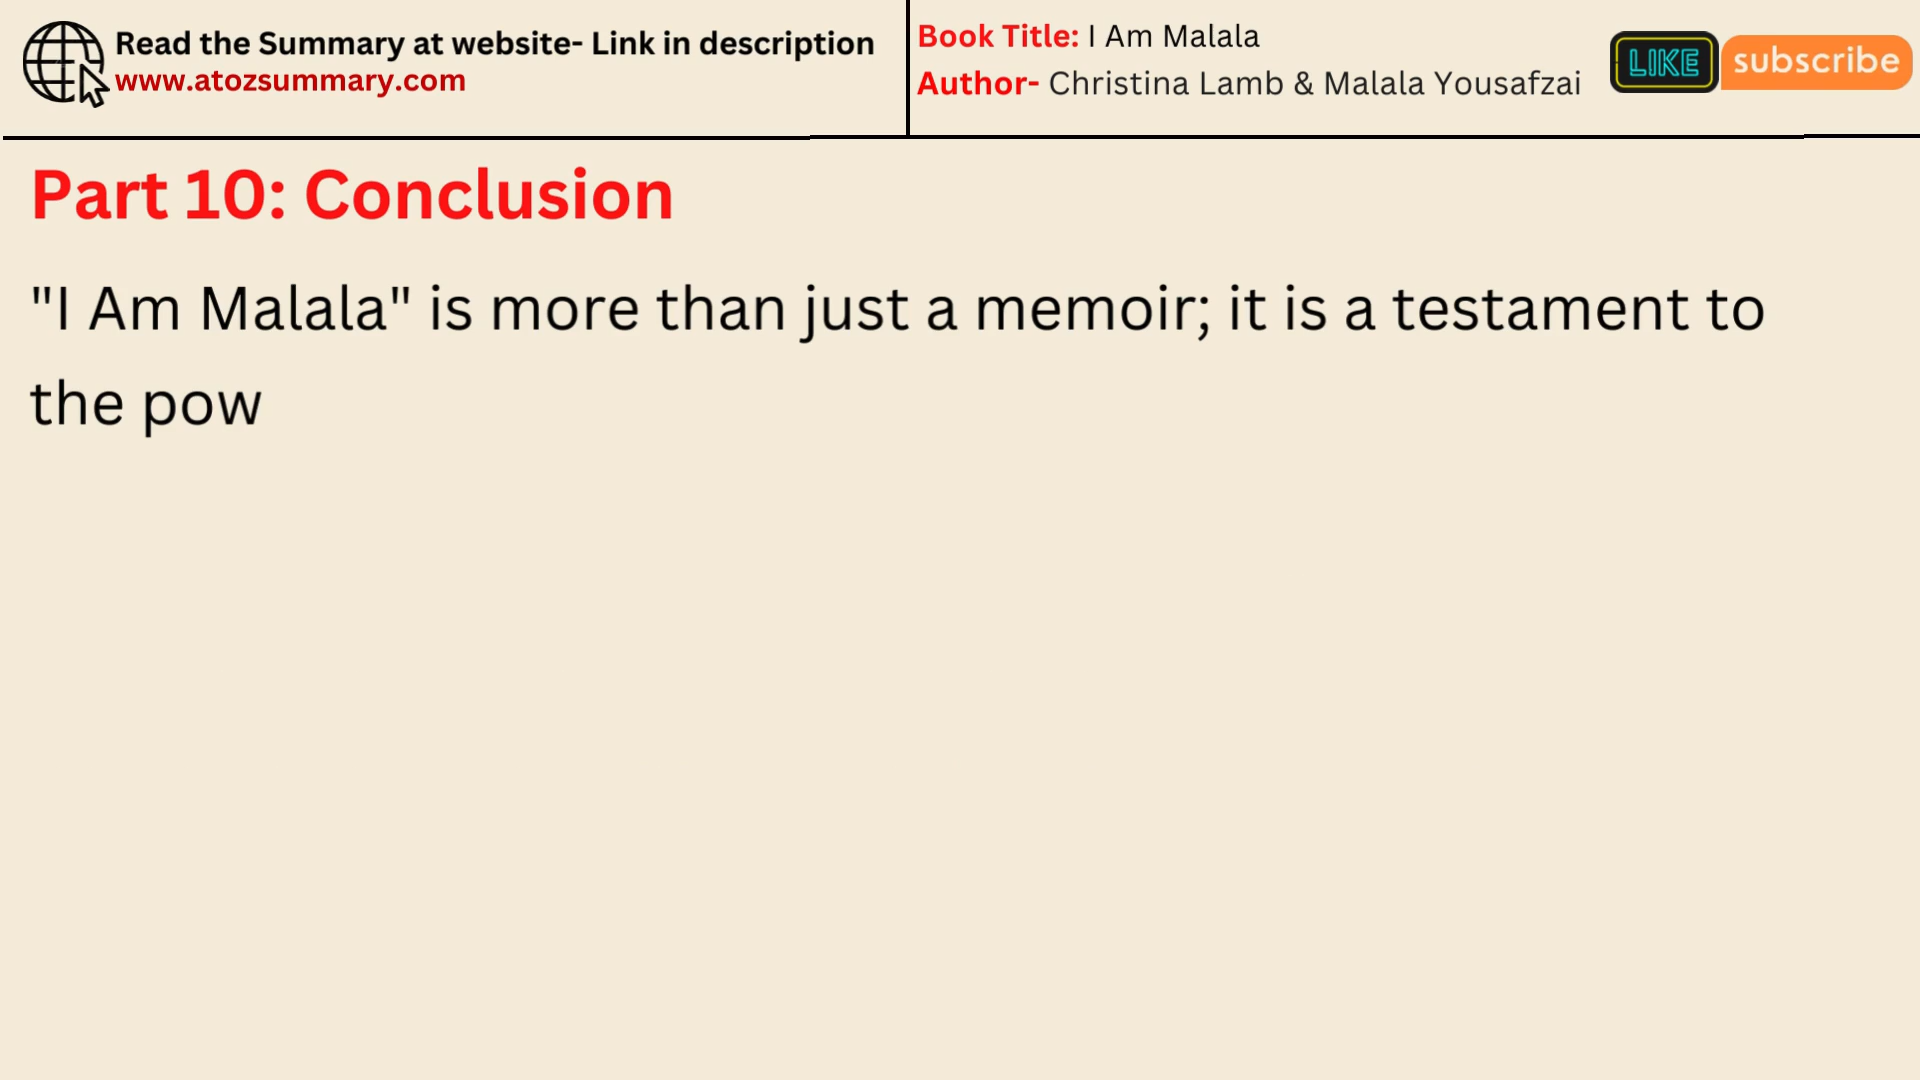 Read the Summary at website- Link in description
www.atozsummary.com
Book Title: I Am Malala
Author- Christina Lamb & Malala Yousafzai
LIKE
subscribe
Part 10: Conclusion
"I Am Malala" is more than just a memoir; it is a testament to
the pow